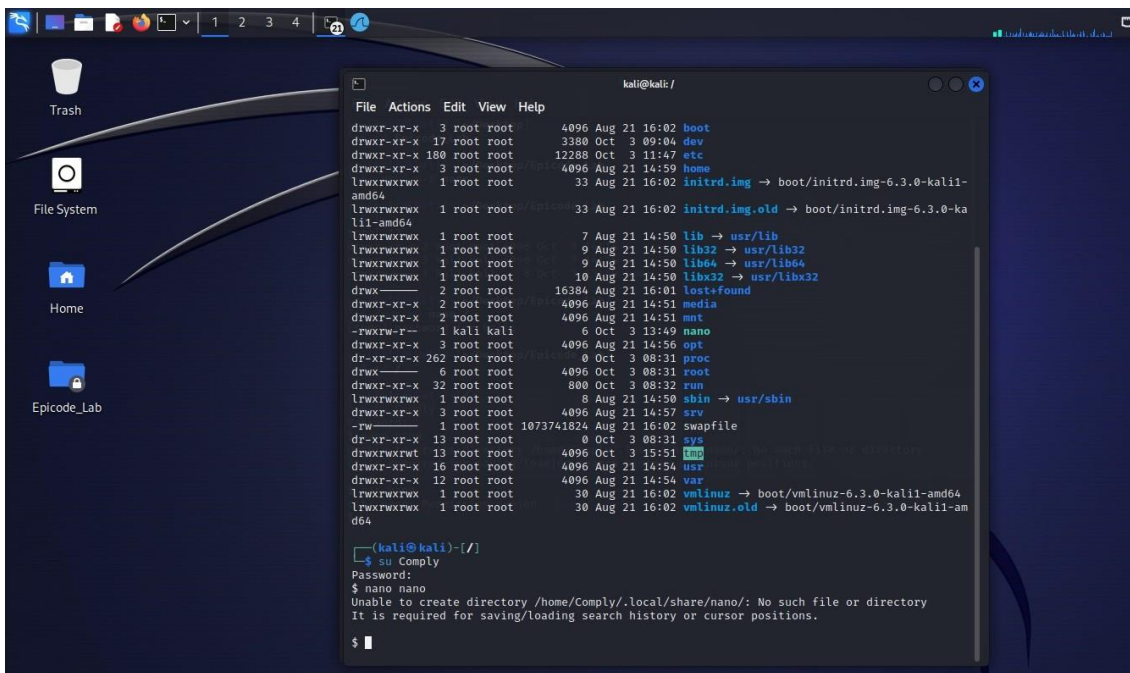 1 2 3 4
21
Trash
File System
Home
Epicode_Lab
kali@kali: /
File Actions Edit View Help
drwxr-xr-x 3 root root 4096 Aug 21 16:02 boot
drwxr-xr-x 17 root root 3380 Oct 3 09:04 dev
drwxr-xr-x 180 root root 12288 Oct 3 11:47 etc
drwxr-xr-x 3 root root 4096 Aug 21 14:59 home
lrwxrwxrwx 1 root root 33 Aug 21 16:02 initrd.img → boot/initrd.img-6.3.0-kali1-
amd64
lrwxrwxrwx 1 root root 33 Aug 21 16:02 initrd.img.old → boot/initrd.img-6.3.0-ka
li1-amd64
lrwxrwxrwx 1 root root 7 Aug 21 14:50 lib → usr/lib
lrwxrwxrwx 1 root root 9 Aug 21 14:50 lib32 → usr/lib32
lrwxrwxrwx 1 root root 9 Aug 21 14:50 lib64 → usr/lib64
lrwxrwxrwx 1 root root 10 Aug 21 14:50 libx32 → usr/libx32
drwx------ 2 root root 16384 Aug 21 16:01 lost+found
drwxr-xr-x 2 root root 4096 Aug 21 14:51 media
drwxr-xr-x 2 root root 4096 Aug 21 14:51 mnt
-rwxrw-r-- 1 kali kali 6 Oct 3 13:49 nano
drwxr-xr-x 3 root root 4096 Aug 21 14:56 opt
dr-xr-xr-x 262 root root 0 Oct 3 08:31 proc
drwx------ 6 root root 4096 Oct 3 08:31 root
drwxr-xr-x 32 root root 800 Oct 3 08:32 run
lrwxrwxrwx 1 root root 8 Aug 21 14:50 sbin → usr/sbin
drwxr-xr-x 3 root root 4096 Aug 21 14:57 srv
-rw------- 1 root root 1073741824 Aug 21 16:02 swapfile
dr-xr-xr-x 13 root root 0 Oct 3 08:31 sys
drwxrwxrwt 13 root root 4096 Oct 3 15:51 tmp
drwxr-xr-x 16 root root 4096 Aug 21 14:54 usr
drwxr-xr-x 12 root root 4096 Aug 21 14:54 var
lrwxrwxrwx 1 root root 30 Aug 21 16:02 vmlinuz → boot/vmlinuz-6.3.0-kali1-amd64
lrwxrwxrwx 1 root root 30 Aug 21 16:02 vmlinuz.old → boot/vmlinuz-6.3.0-kali1-am
d64
┌──(kali㉿kali)-[/]
└─$ su Comply
Password:
$ nano nano
Unable to create directory /home/Comply/.local/share/nano/: No such file or directory
It is required for saving/loading search history or cursor positions.
$